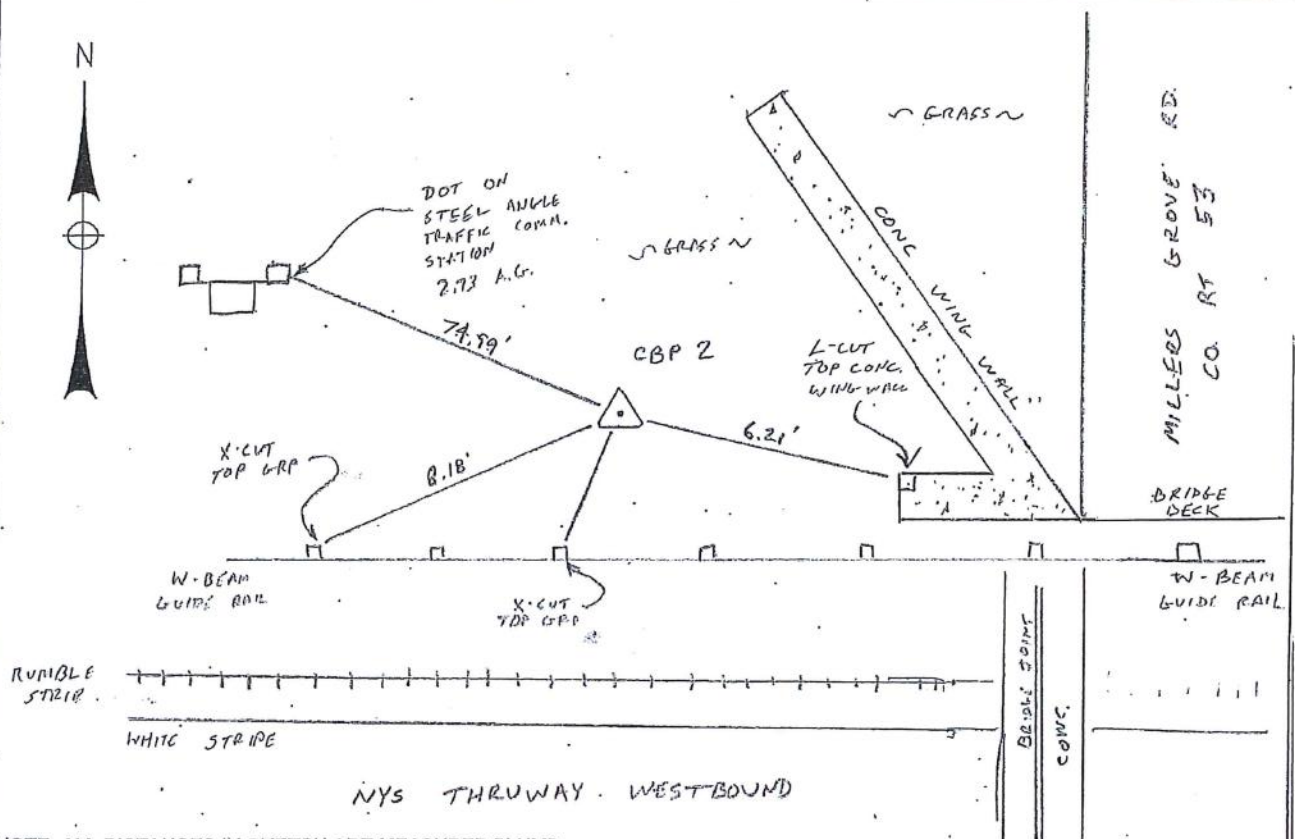 N
~ GRASS ~
DOT ON
STEEL ANGLE
TRAFFIC COMM.
STATION
2.73 A.G.
~ GRASS ~
CONC WING WALL
MILLERS GROVE RD.
CO. RT 53
74.99'
CBP 2
L-CUT
TOP CONC.
WING-WALL
6.21'
X-CUT
TOP GRP
8.18'
BRIDGE
DECK
W-BEAM
GUIDE RAIL
X-CUT
TOP GRP
W-BEAM
GUIDE RAIL
RUMBLE
STRIP
BRIDGE JOINT
CONC.
WHITE STRIPE
NYS THRUWAY WESTBOUND